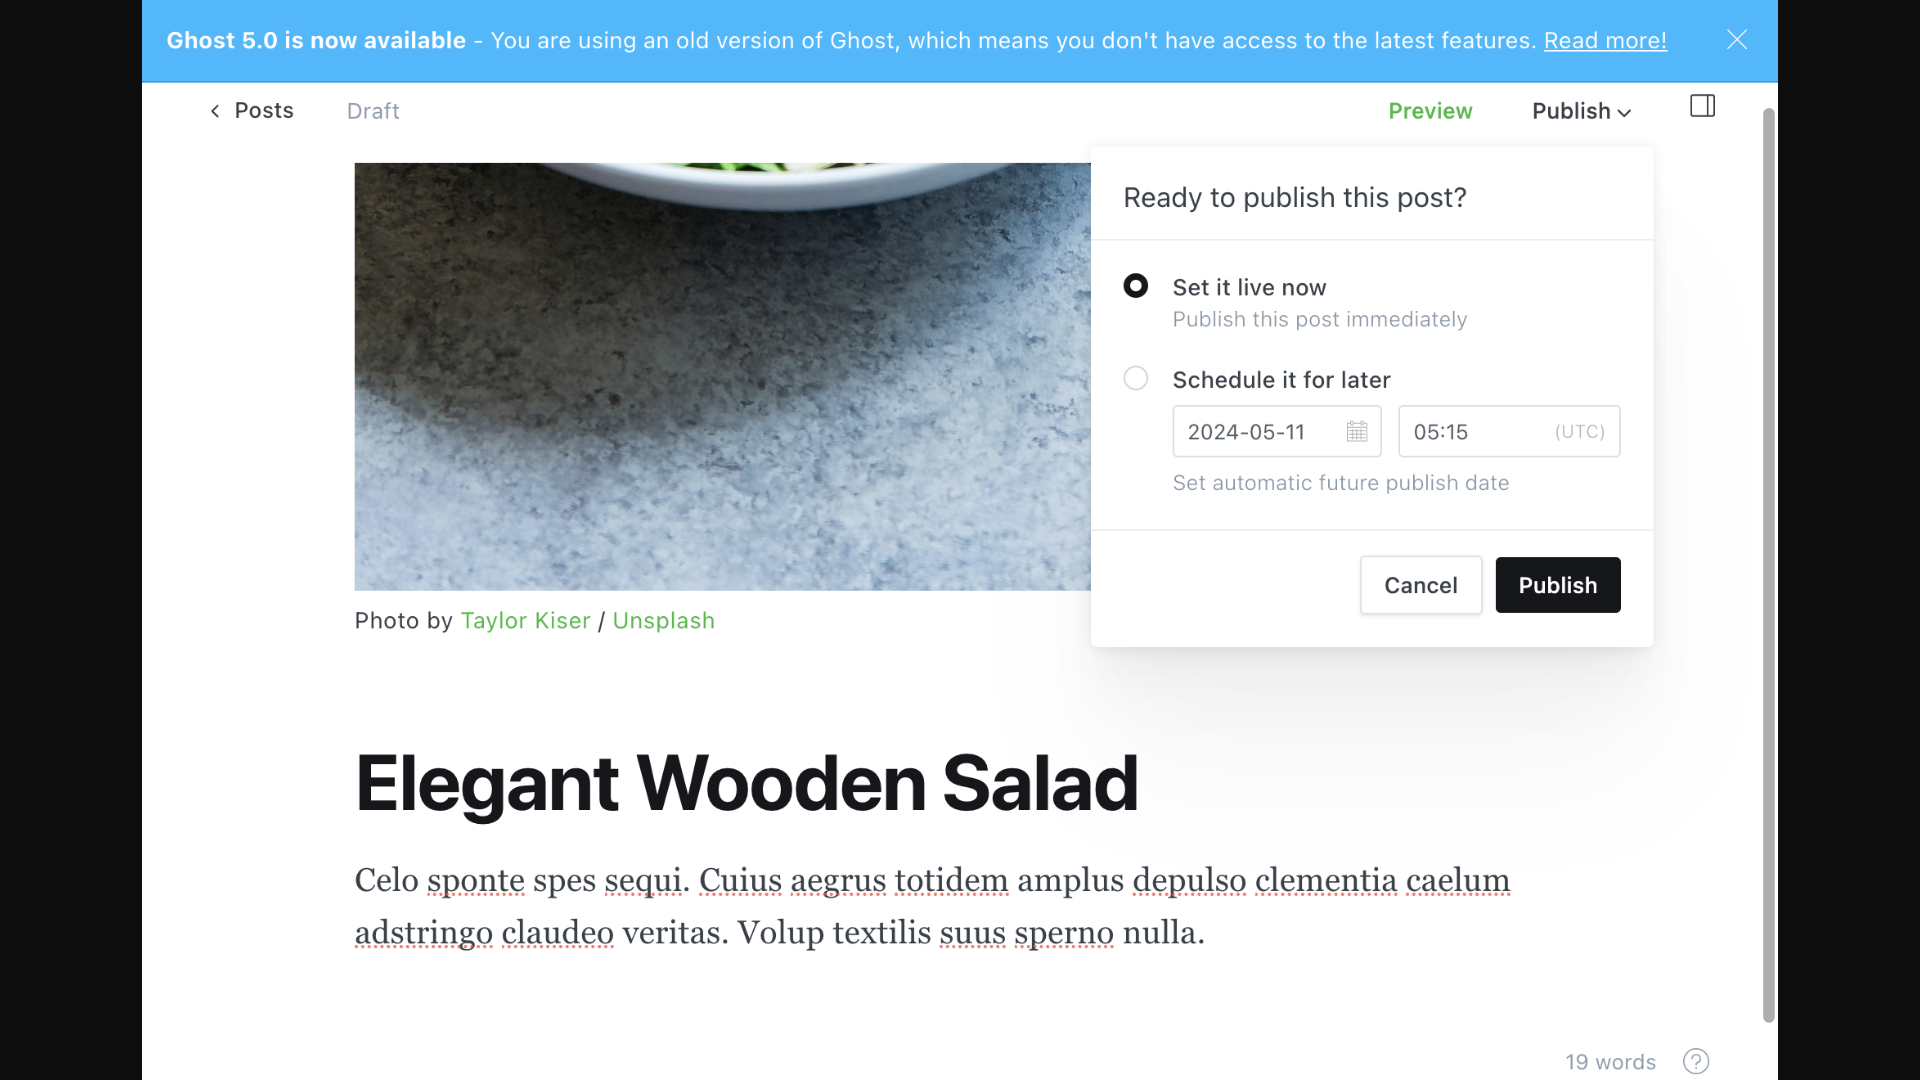 Ghost 5.0 is now available - You are using an old version of Ghost, which means you don't have access to the latest features. Read more!
Posts
Draft
Preview
Publish
Ready to publish this post?
Set it live now
Publish this post immediately
Schedule it for later
2024-05-11
05:15 (UTC)
Set automatic future publish date
Cancel
Publish
Photo by Taylor Kiser / Unsplash
Elegant Wooden Salad
Celo sponte spes sequi. Cuius aegrus totidem amplus depulso clementia caelum
adstringo claudeo veritas. Volup textilis suus sperno nulla.
19 words
?